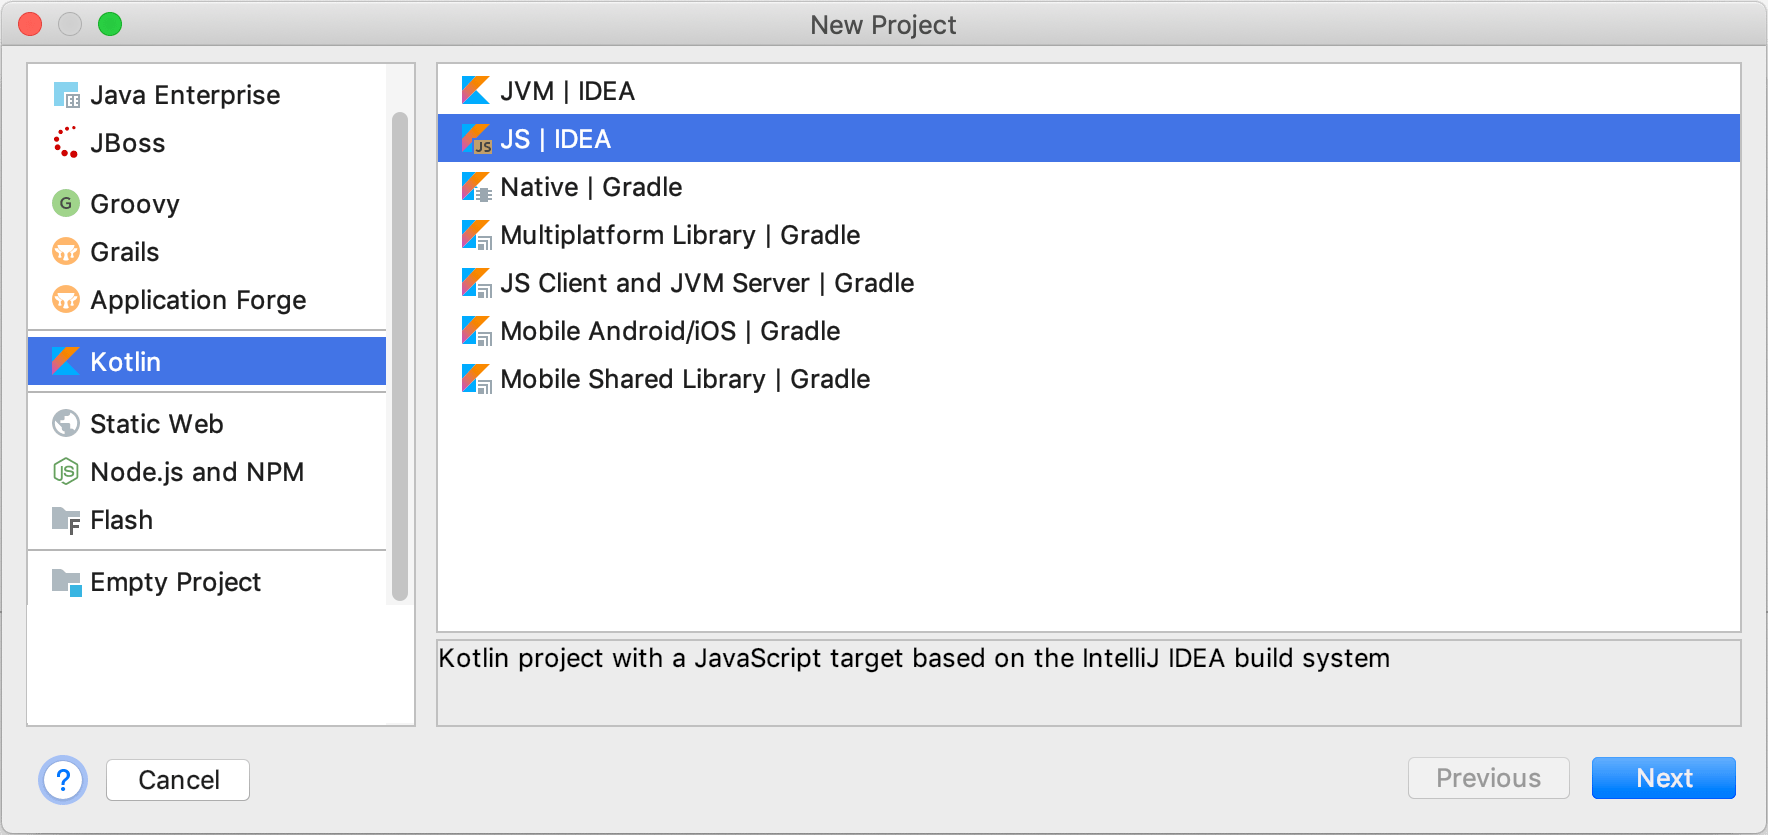 New Project
Java Enterprise
JBoss
G
Groovy
Grails
Application Forge
Kotlin
Static Web
JS
Node.js and NPM
F
Flash
Empty Project
JVM | IDEA
JS
JS | IDEA
Native | Gradle
Multiplatform Library | Gradle
JS Client and JVM Server | Gradle
Mobile Android/iOS | Gradle
Mobile Shared Library | Gradle
Kotlin project with a JavaScript target based on the IntelliJ IDEA build system
?
Cancel
Previous
Next